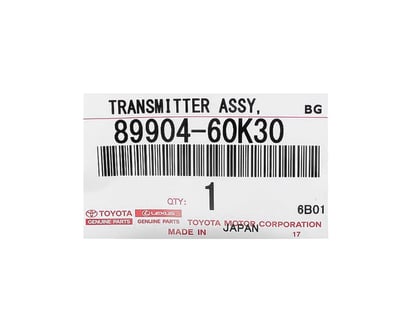 TRANSMITTER ASSY, BG
89904-60K30
QTY: 1 6B01
TOYOTA LEXUS
GENUINE PARTS GENUINE PARTS TOYOTA MOTOR CORPORATION
MADE IN JAPAN 17